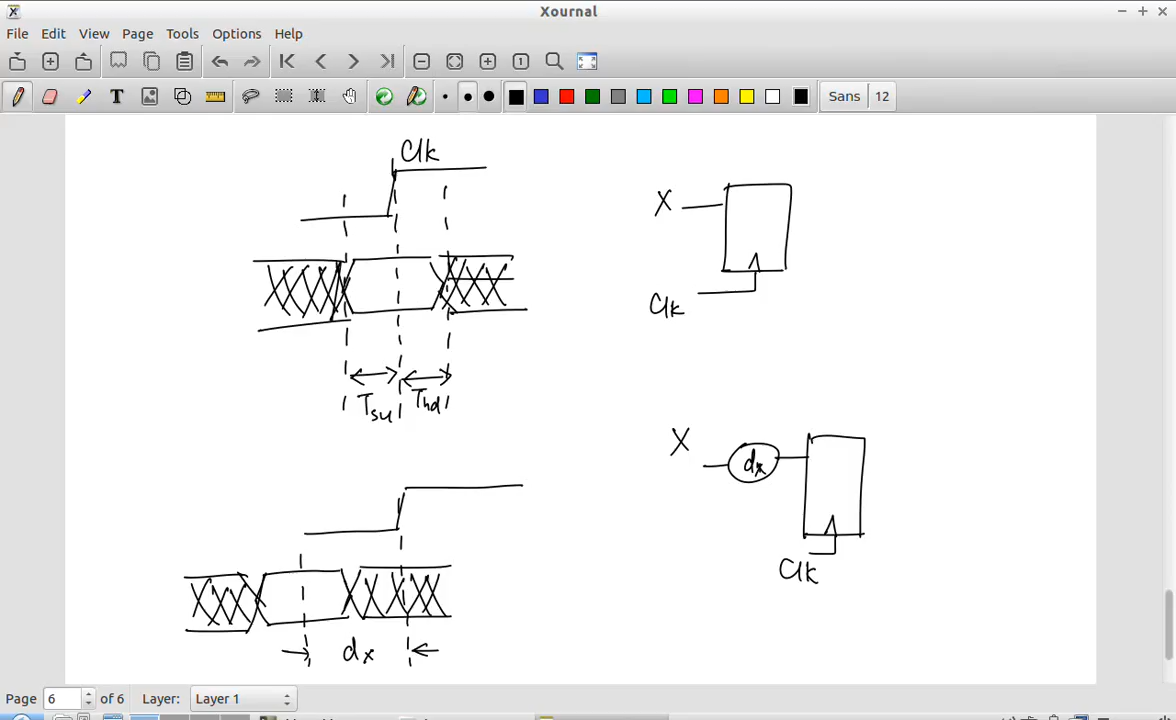 Xournal
File Edit View Page Tools Options Help
Sans 12
Clk
X
Clk
Tsu Thd
X
dx
Clk
dx
Page 6 of 6 Layer: Layer 1